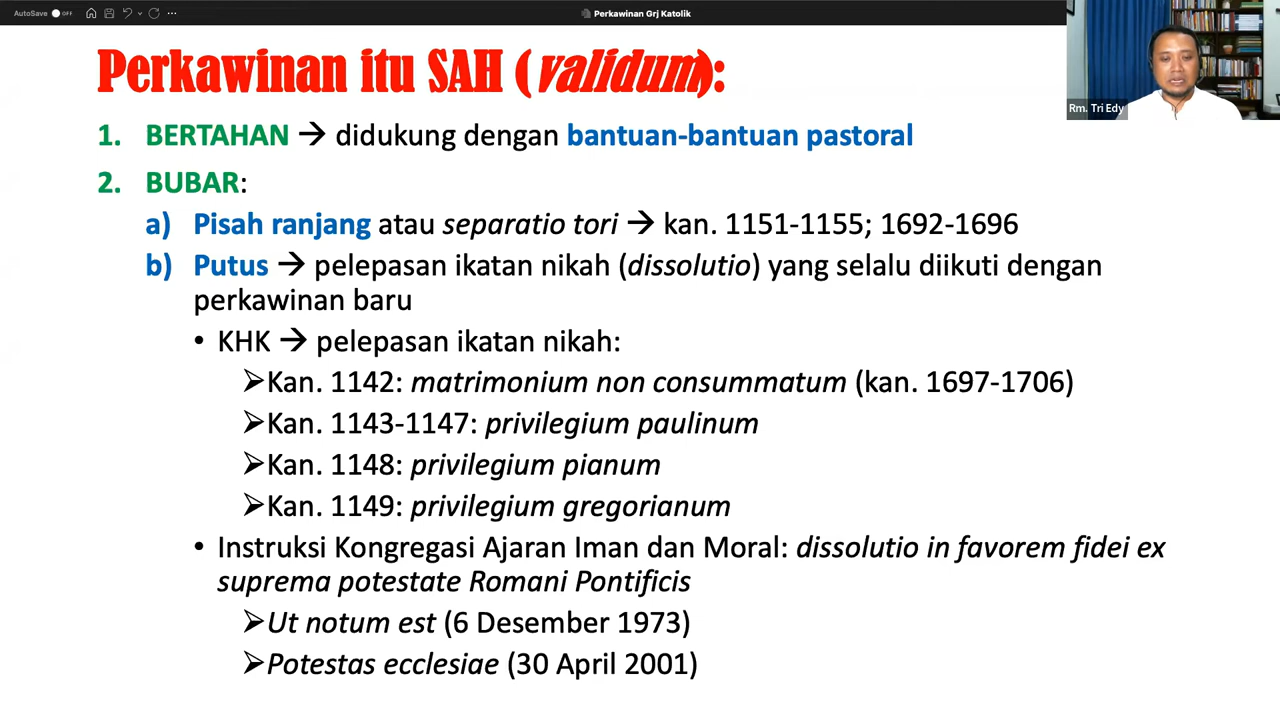 AutoSave OFF
Perkawinan Grj Katolik
Rm. Tri Edy
Perkawinan itu SAH (validum):
1. BERTAHAN → didukung dengan bantuan-bantuan pastoral
2. BUBAR:
a) Pisah ranjang atau separatio tori → kan. 1151-1155; 1692-1696
b) Putus → pelepasan ikatan nikah (dissolutio) yang selalu diikuti dengan
perkawinan baru
• KHK → pelepasan ikatan nikah:
➢Kan. 1142: matrimonium non consummatum (kan. 1697-1706)
➢Kan. 1143-1147: privilegium paulinum
➢Kan. 1148: privilegium pianum
➢Kan. 1149: privilegium gregorianum
• Instruksi Kongregasi Ajaran Iman dan Moral: dissolutio in favorem fidei ex
suprema potestate Romani Pontificis
➢Ut notum est (6 Desember 1973)
➢Potestas ecclesiae (30 April 2001)